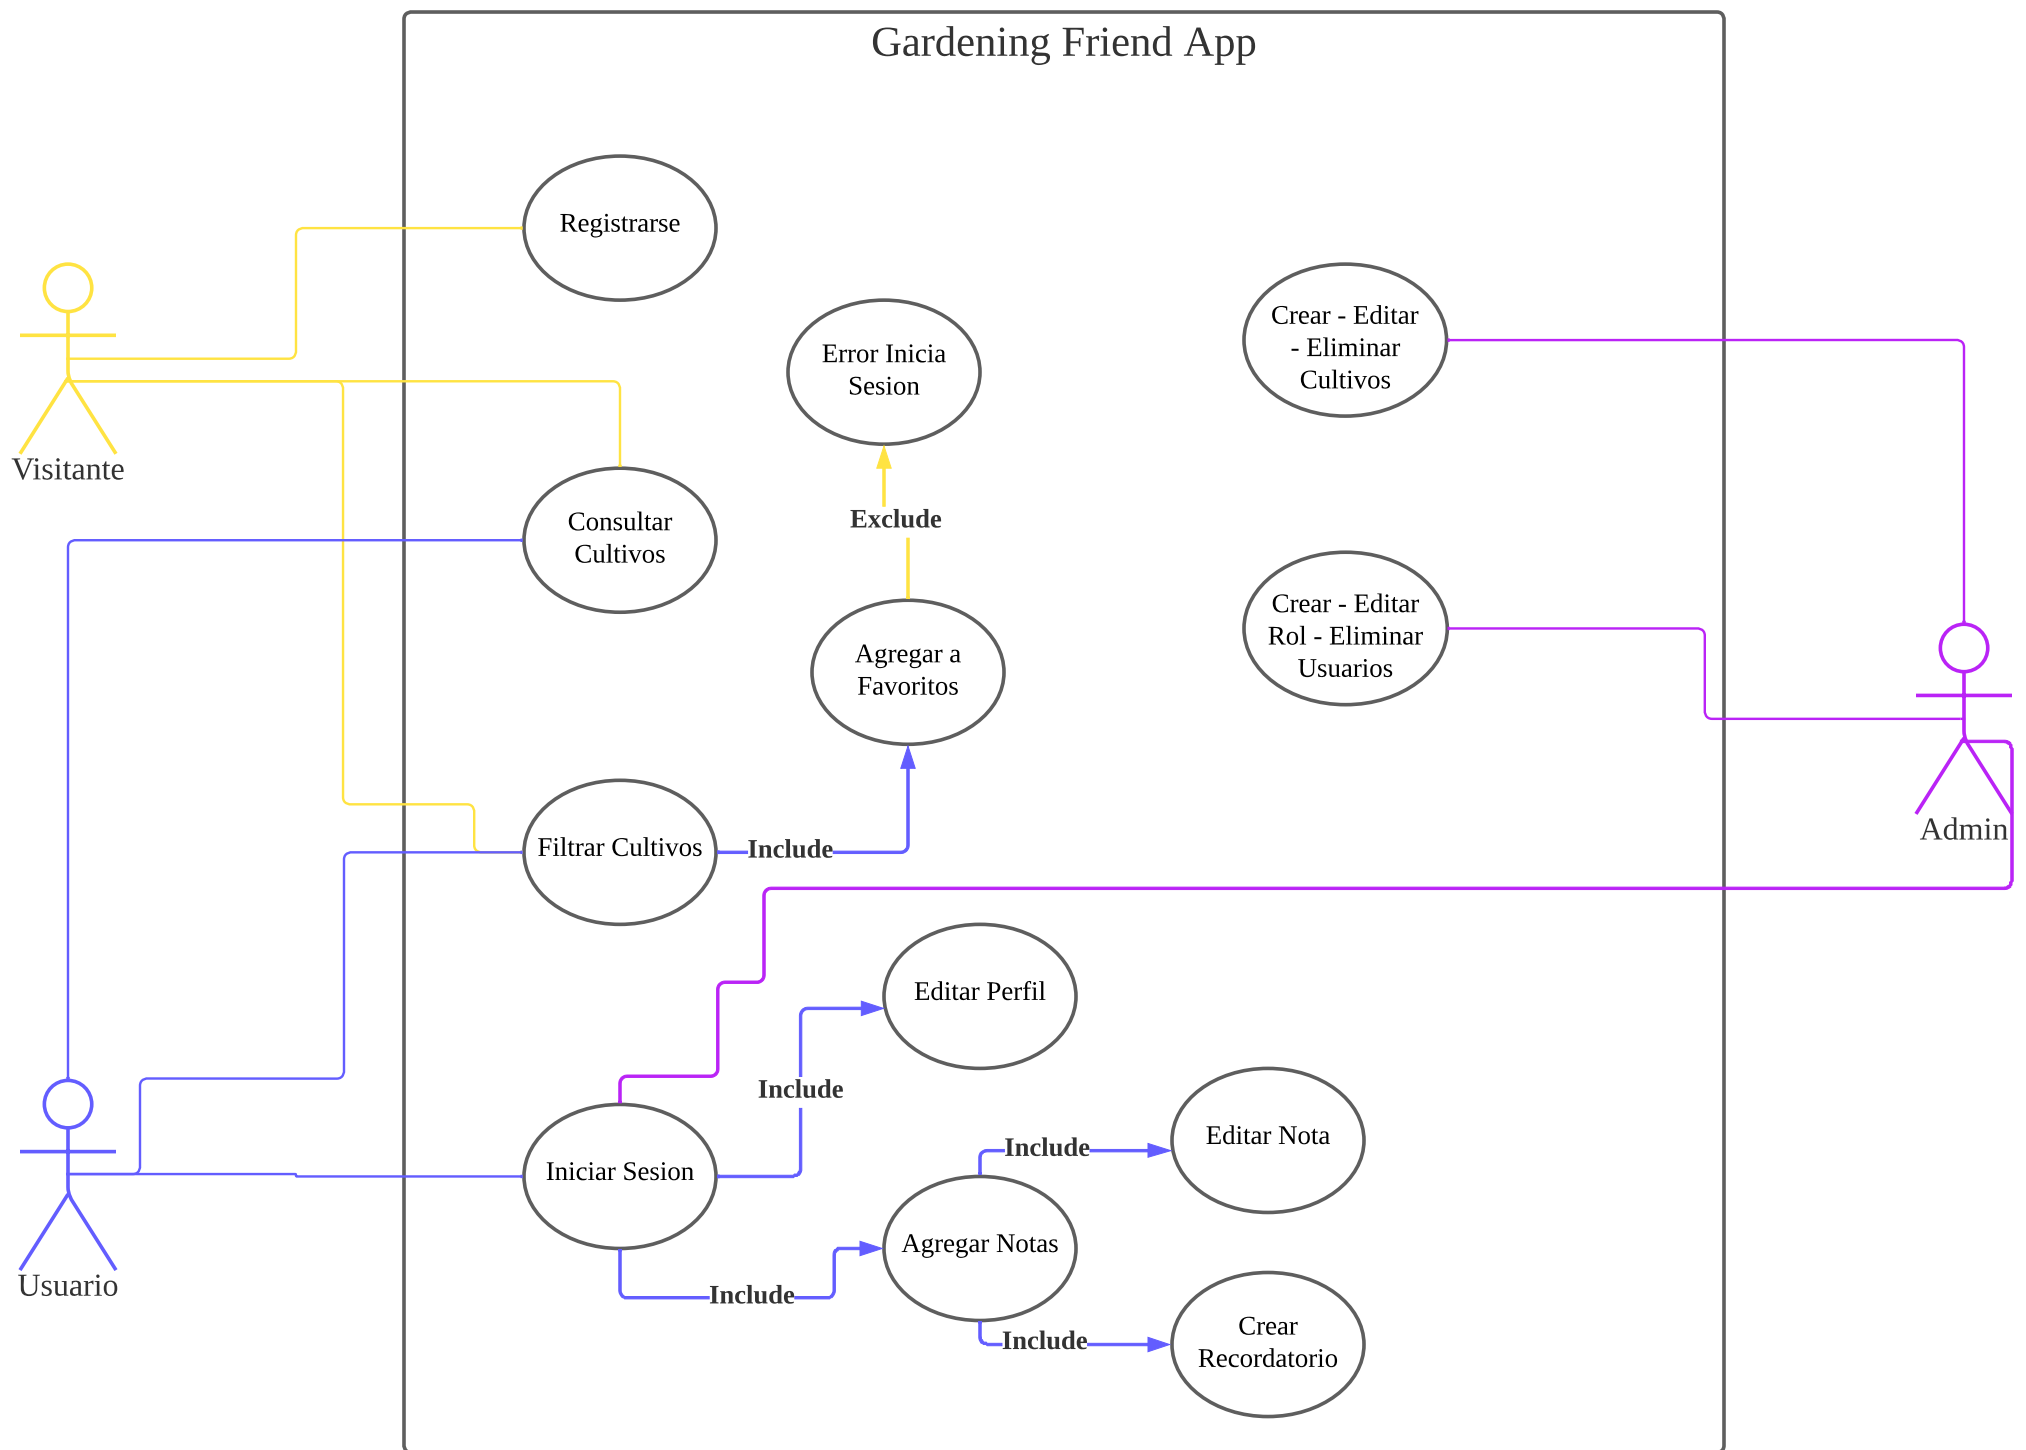 Gardening Friend App
Registrarse
Visitante
Error Inicia
Sesion
Crear - Editar
- Eliminar
Cultivos
Exclude
Consultar
Cultivos
Crear - Editar
Rol - Eliminar
Usuarios
Agregar a
Favoritos
Admin
Filtrar Cultivos
Include
Editar Perfil
Include
Editar Nota
Include
Iniciar Sesion
Agregar Notas
Usuario
Include
Include
Crear
Recordatorio